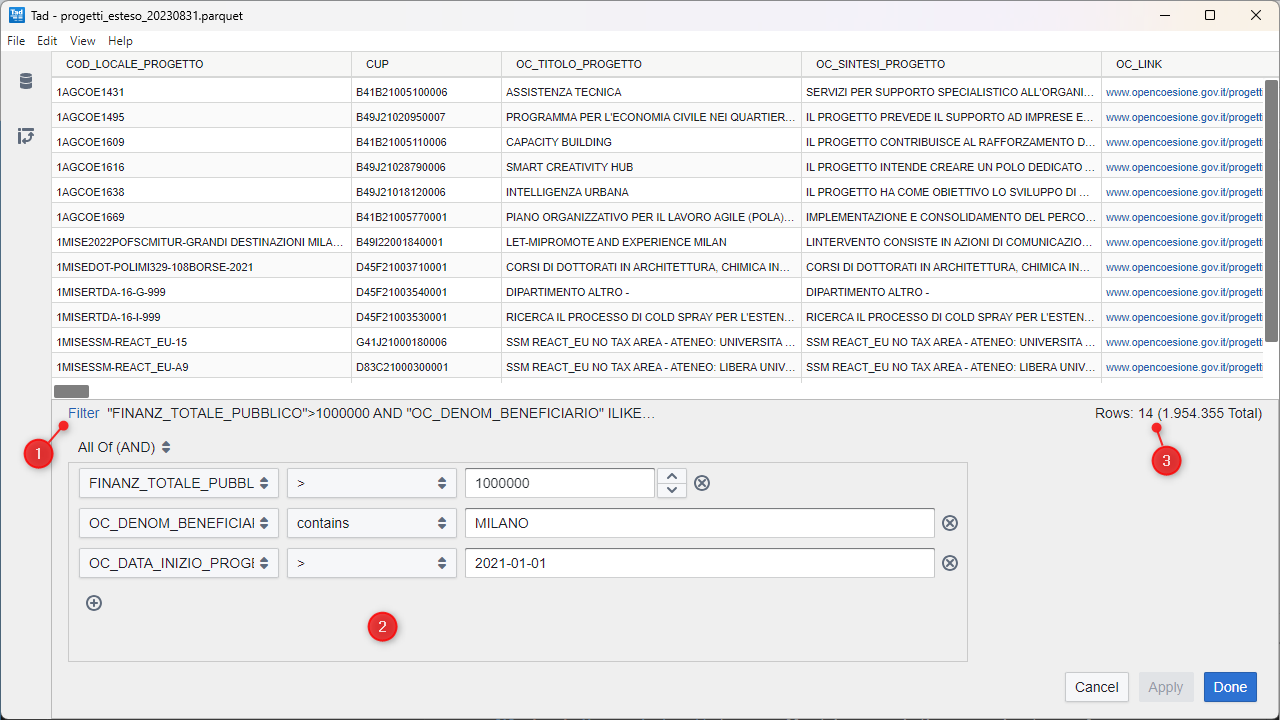 Tad - progetti_esteso_20230831.parquet
File Edit View Help
COD_LOCALE_PROGETTO CUP OC_TITOLO_PROGETTO OC_SINTESI_PROGETTO OC_LINK
1AGCOE1431 B41B21005100006 ASSISTENZA TECNICA SERVIZI PER SUPPORTO SPECIALISTICO ALL'ORGANI... www.opencoesione.gov.it/progetti
1AGCOE1495 B49J21020950007 PROGRAMMA PER L'ECONOMIA CIVILE NEI QUARTIER... IL PROGETTO PREVEDE IL SUPPORTO AD IMPRESE E... www.opencoesione.gov.it/progetti
1AGCOE1609 B41B21005110006 CAPACITY BUILDING IL PROGETTO CONTRIBUISCE AL RAFFORZAMENTO D... www.opencoesione.gov.it/progetti
1AGCOE1616 B49J21028790006 SMART CREATIVITY HUB IL PROGETTO INTENDE CREARE UN POLO DEDICATO ... www.opencoesione.gov.it/progetti
1AGCOE1638 B49J21018120006 INTELLIGENZA URBANA IL PROGETTO HA COME OBIETTIVO LO SVILUPPO DI ... www.opencoesione.gov.it/progetti
1AGCOE1669 B41B21005770001 PIANO ORGANIZZATIVO PER IL LAVORO AGILE (POLA)... IMPLEMENTAZIONE E CONSOLIDAMENTO DEL PERCO... www.opencoesione.gov.it/progetti
1MISE2022POFSCMITUR-GRANDI DESTINAZIONI MILA... B49I22001840001 LET-MIPROMOTE AND EXPERIENCE MILAN LINTERVENTO CONSISTE IN AZIONI DI COMUNICAZIO... www.opencoesione.gov.it/progetti
1MISEDOT-POLIMI329-108BORSE-2021 D45F21003710001 CORSI DI DOTTORATI IN ARCHITETTURA, CHIMICA IN... CORSI DI DOTTORATI IN ARCHITETTURA, CHIMICA IN... www.opencoesione.gov.it/progetti
1MISERTDA-16-G-999 D45F21003540001 DIPARTIMENTO ALTRO - DIPARTIMENTO ALTRO - www.opencoesione.gov.it/progetti
1MISERTDA-16-I-999 D45F21003530001 RICERCA IL PROCESSO DI COLD SPRAY PER L'ESTEN... RICERCA IL PROCESSO DI COLD SPRAY PER L'ESTEN... www.opencoesione.gov.it/progetti
1MISESSM-REACT_EU-15 G41J21000180006 SSM REACT_EU NO TAX AREA - ATENEO: UNIVERSITA ... SSM REACT_EU NO TAX AREA - ATENEO: UNIVERSITA ... www.opencoesione.gov.it/progetti
1MISESSM-REACT_EU-A9 D83C21000300001 SSM REACT_EU NO TAX AREA - ATENEO: LIBERA UNIV... SSM REACT_EU NO TAX AREA - ATENEO: LIBERA UNIV... www.opencoesione.gov.it/progetti
Filter "FINANZ_TOTALE_PUBBLICO">1000000 AND "OC_DENOM_BENEFICIARIO" ILIKE... Rows: 14 (1.954.355 Total)
1
3
All Of (AND)
FINANZ_TOTALE_PUBBL > 1000000
OC_DENOM_BENEFICIAI contains MILANO
OC_DATA_INIZIO_PROGE > 2021-01-01
2
Cancel Apply Done